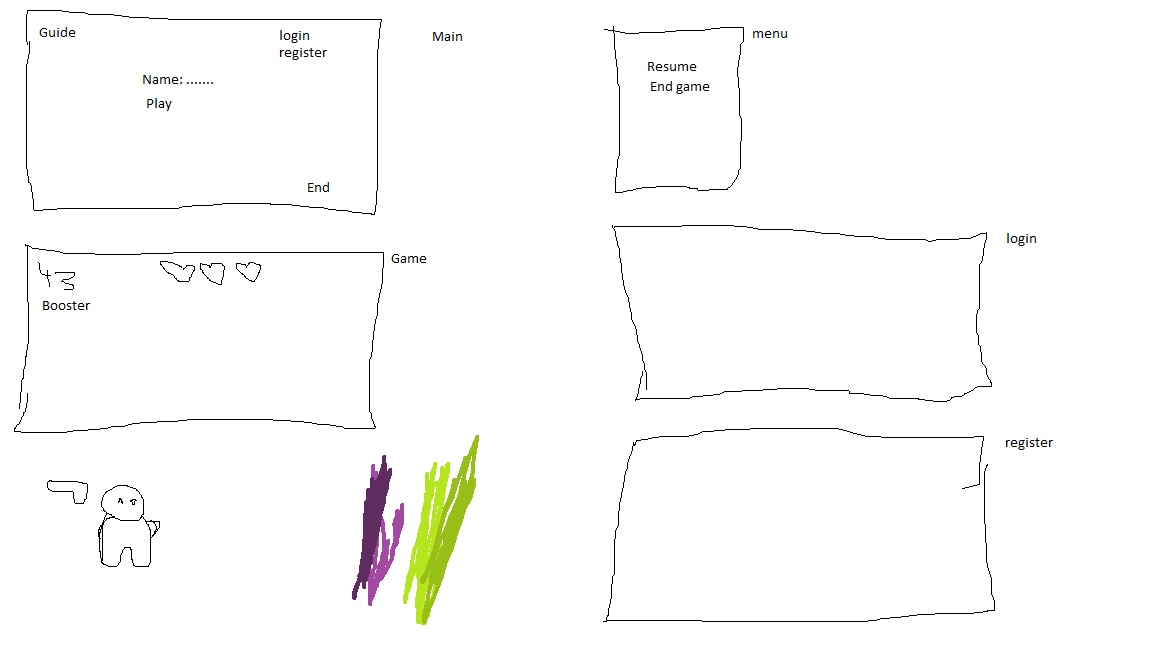 Guide
login
register
Main
Name: .......
Play
End
menu
Resume
End game
Game
43
Booster
login
register